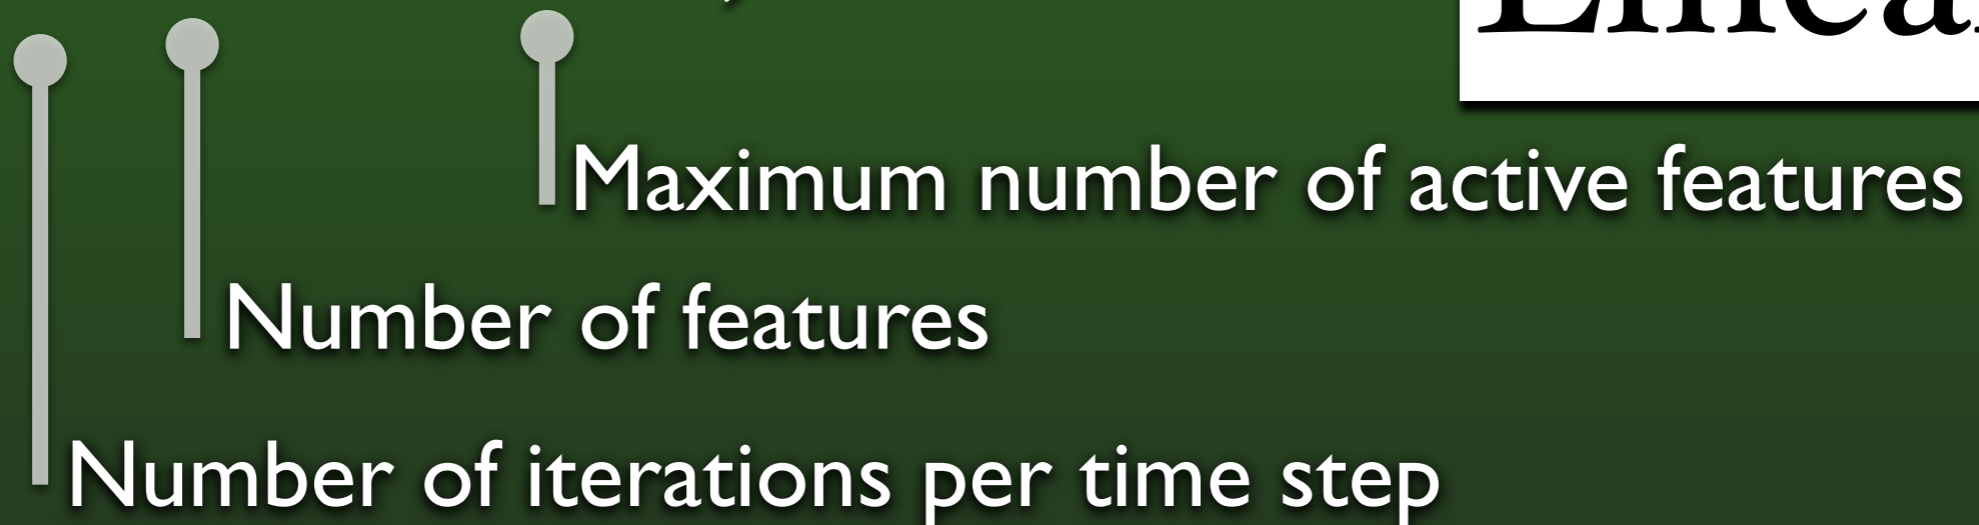 Maximum number of active features
Number of features
Number of iterations per time step